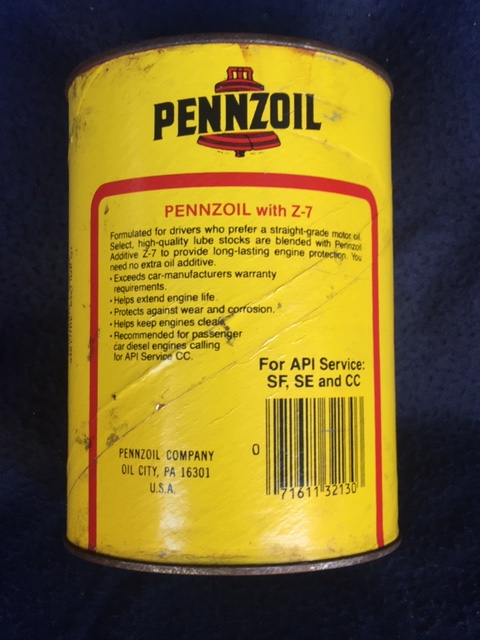 PENNZOIL
PENNZOIL with Z-7
Formulated for drivers who prefer a straight-grade motor oil.
Select, high-quality lube stocks are blended with Pennzoil
Additive Z-7 to provide long-lasting engine protection. You
need no extra oil additive.
• Exceeds car-manufacturers warranty
requirements.
• Helps extend engine life.
• Protects against wear and corrosion.
• Helps keep engines clean.
• Recommended for passenger
car diesel engines calling
for API Service CC.
For API Service:
SF, SE and CC
PENNZOIL COMPANY
OIL CITY, PA 16301
U.S.A.
0 71611 32130